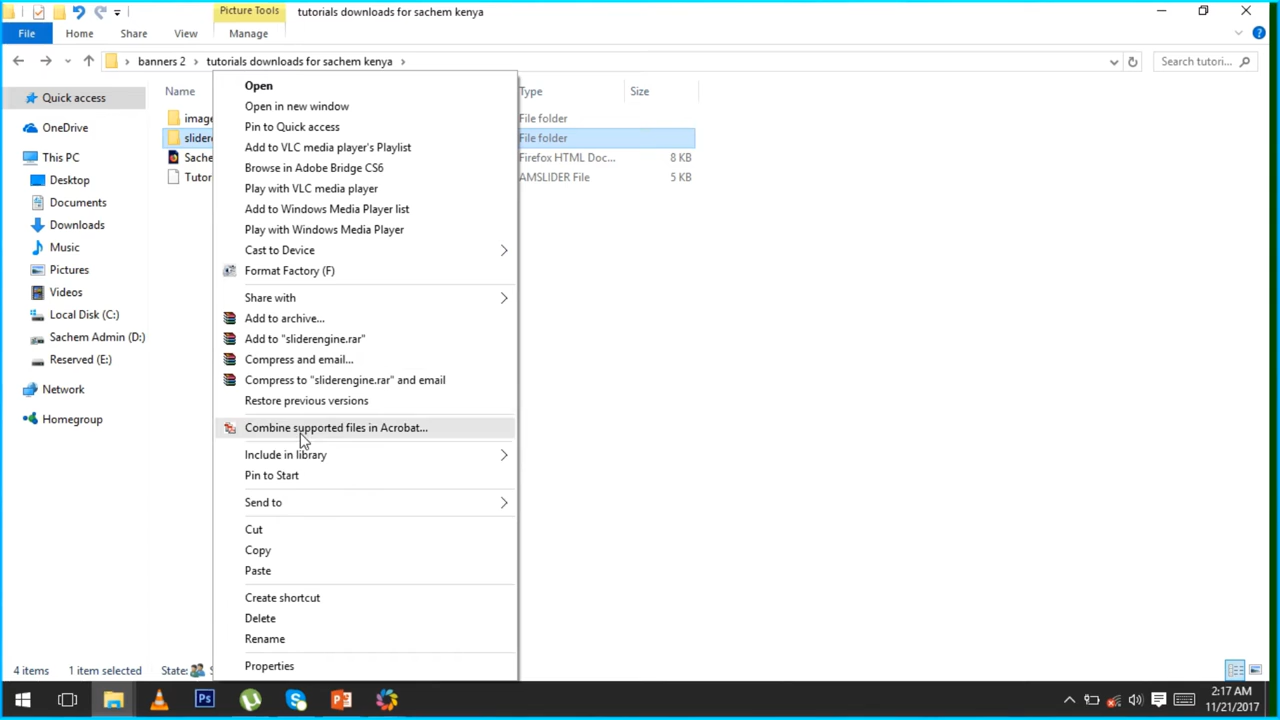 Picture Tools
tutorials downloads for sachem kenya
File
Home
Share
View
Manage
banners 2
tutorials downloads for sachem kenya
Search tutori...
Name
Type
Size
Quick access
OneDrive
This PC
Desktop
Documents
Downloads
Music
Pictures
Videos
Local Disk (C:)
Sachem Admin (D:)
Reserved (E:)
Network
Homegroup
image
File folder
slidere
File folder
Sache
Firefox HTML Doc...
8 KB
Tutor
AMSLIDER File
5 KB
Open
Open in new window
Pin to Quick access
Add to VLC media player's Playlist
Browse in Adobe Bridge CS6
Play with VLC media player
Add to Windows Media Player list
Play with Windows Media Player
Cast to Device
Format Factory (F)
Share with
Add to archive...
Add to "sliderengine.rar"
Compress and email...
Compress to "sliderengine.rar" and email
Restore previous versions
Combine supported files in Acrobat...
Include in library
Pin to Start
Send to
Cut
Copy
Paste
Create shortcut
Delete
Rename
Properties
4 items
1 item selected
State:
Ps
2:17 AM
11/21/2017